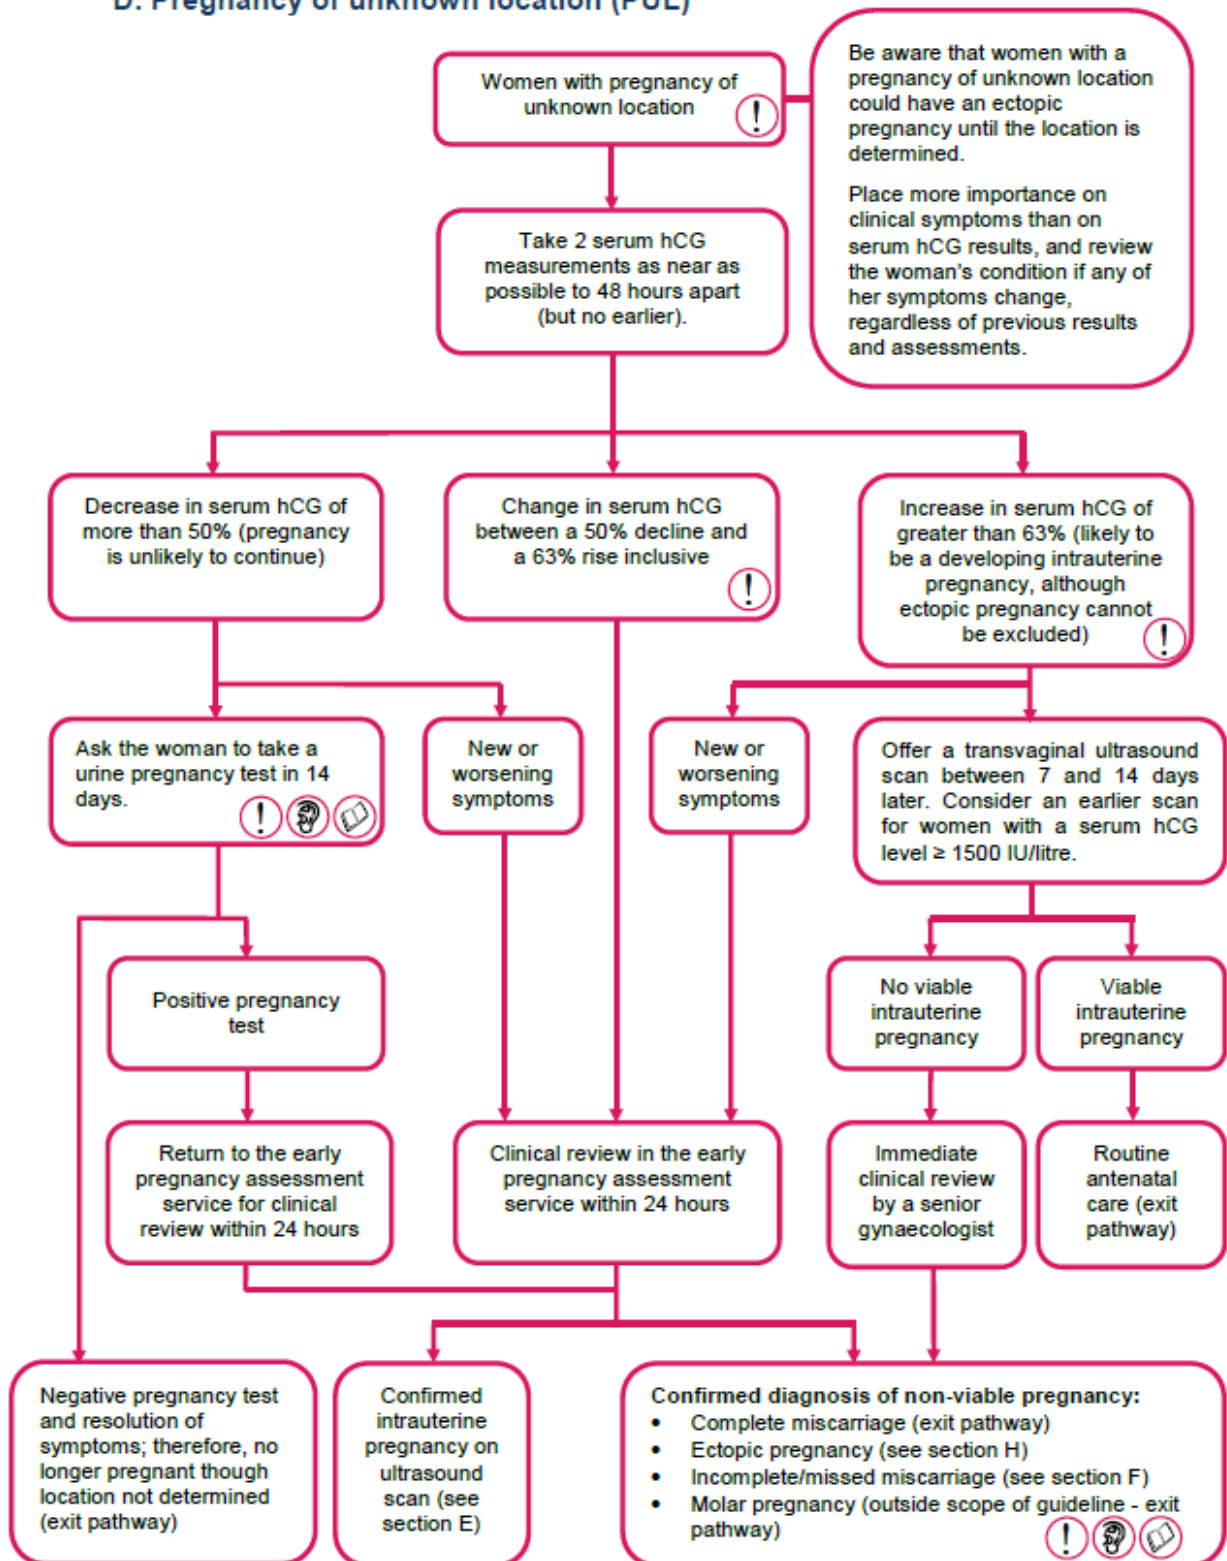 D. Pregnancy of unknown location (PUL)
Women with pregnancy of
unknown location
!
Be aware that women with a
pregnancy of unknown location
could have an ectopic
pregnancy until the location is
determined.
Place more importance on
clinical symptoms than on
serum hCG results, and review
the woman's condition if any of
her symptoms change,
regardless of previous results
and assessments.
Take 2 serum hCG
measurements as near as
possible to 48 hours apart
(but no earlier).
Decrease in serum hCG of
more than 50% (pregnancy
is unlikely to continue)
Change in serum hCG
between a 50% decline and
a 63% rise inclusive
!
Increase in serum hCG of
greater than 63% (likely to
be a developing intrauterine
pregnancy, although
ectopic pregnancy cannot
be excluded)
!
Ask the woman to take a
urine pregnancy test in 14
days.
!
New or
worsening
symptoms
New or
worsening
symptoms
Offer a transvaginal ultrasound
scan between 7 and 14 days
later. Consider an earlier scan
for women with a serum hCG
level ≥ 1500 IU/litre.
Positive pregnancy
test
No viable
intrauterine
pregnancy
Viable
intrauterine
pregnancy
Return to the early
pregnancy assessment
service for clinical
review within 24 hours
Clinical review in the early
pregnancy assessment
service within 24 hours
Immediate
clinical review
by a senior
gynaecologist
Routine
antenatal
care (exit
pathway)
Negative pregnancy test
and resolution of
symptoms; therefore, no
longer pregnant though
location not determined
(exit pathway)
Confirmed
intrauterine
pregnancy on
ultrasound
scan (see
section E)
Confirmed diagnosis of non-viable pregnancy:
• Complete miscarriage (exit pathway)
• Ectopic pregnancy (see section H)
• Incomplete/missed miscarriage (see section F)
• Molar pregnancy (outside scope of guideline - exit
pathway)
!